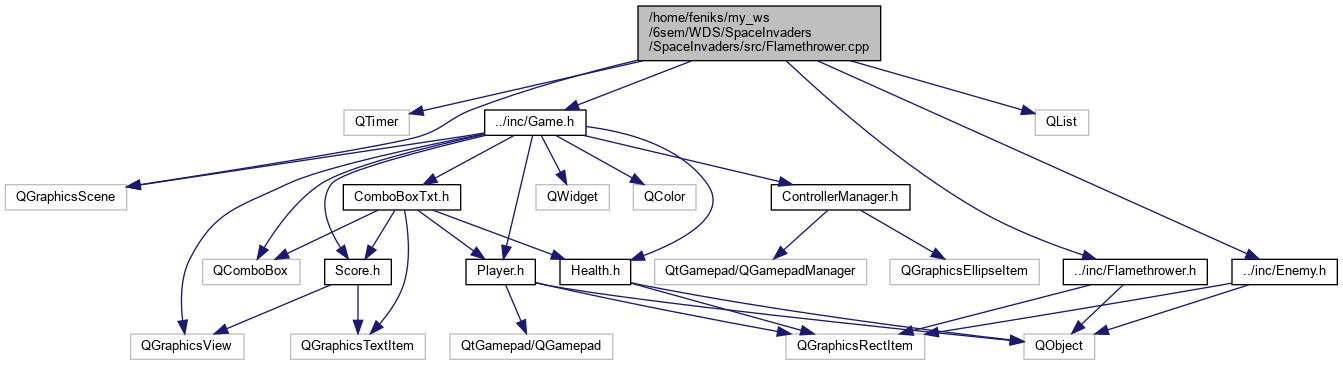 /home/feniks/my_ws
/6sem/WDS/SpaceInvaders
/SpaceInvaders/src/Flamethrower.cpp
QTimer
../inc/Game.h
QList
QGraphicsScene
ComboBoxTxt.h
QWidget
QColor
ControllerManager.h
QComboBox
Score.h
Player.h
Health.h
QtGamepad/QGamepadManager
QGraphicsEllipseItem
../inc/Flamethrower.h
../inc/Enemy.h
QGraphicsView
QGraphicsTextItem
QtGamepad/QGamepad
QGraphicsRectItem
QObject